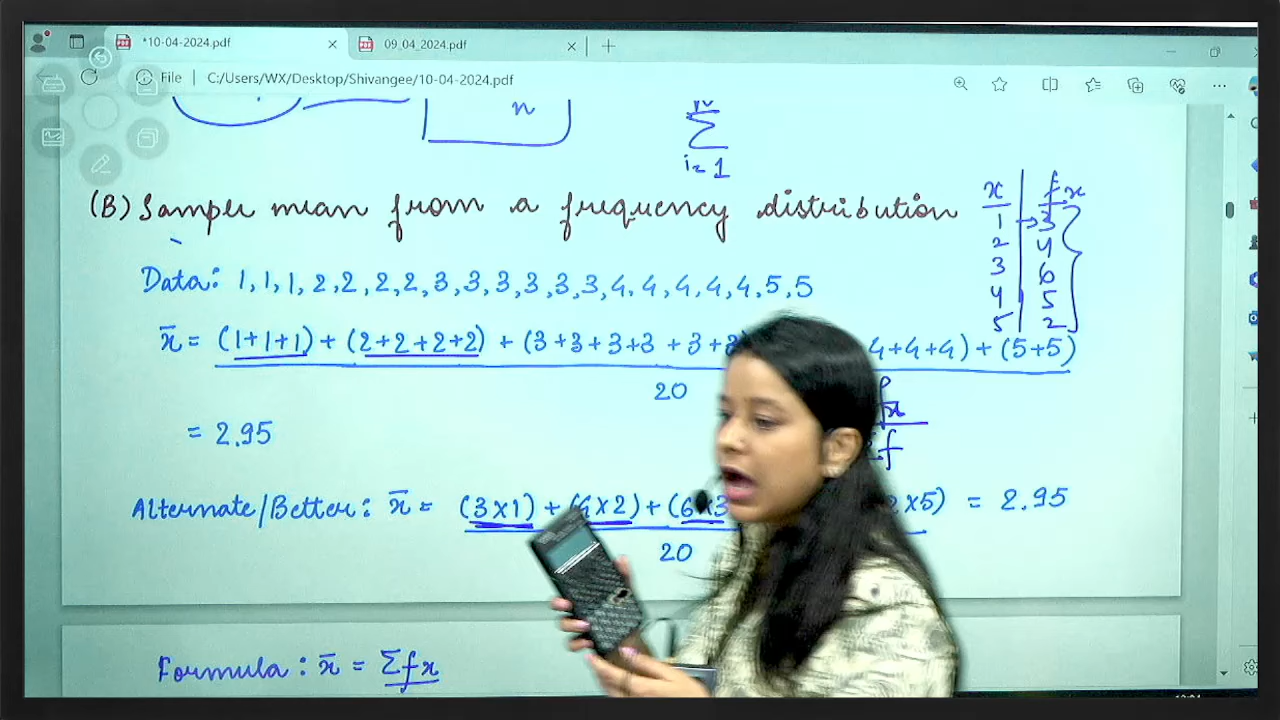 *10-04-2024.pdf
09_04_2024.pdf
File
C:/Users/WX/Desktop/Shivangee/10-04-2024.pdf
n
Σ
i=1
(B) Sample mean from a frequency distribution
x f
1 3
2 4
3 6
4 5
5 2
Data: 1,1,1,2,2,2,2,3,3,3,3,3,3,4,4,4,4,4,5,5
x̄ = (1+1+1) + (2+2+2+2) + (3+3+3+3+3+3 4+4+4) + (5+5)
20
= 2.95
Alternate/Better: x̄ = (3×1) + (4×2) + (6×3 ×5) = 2.95
20
Formula: x̄ = Σfx